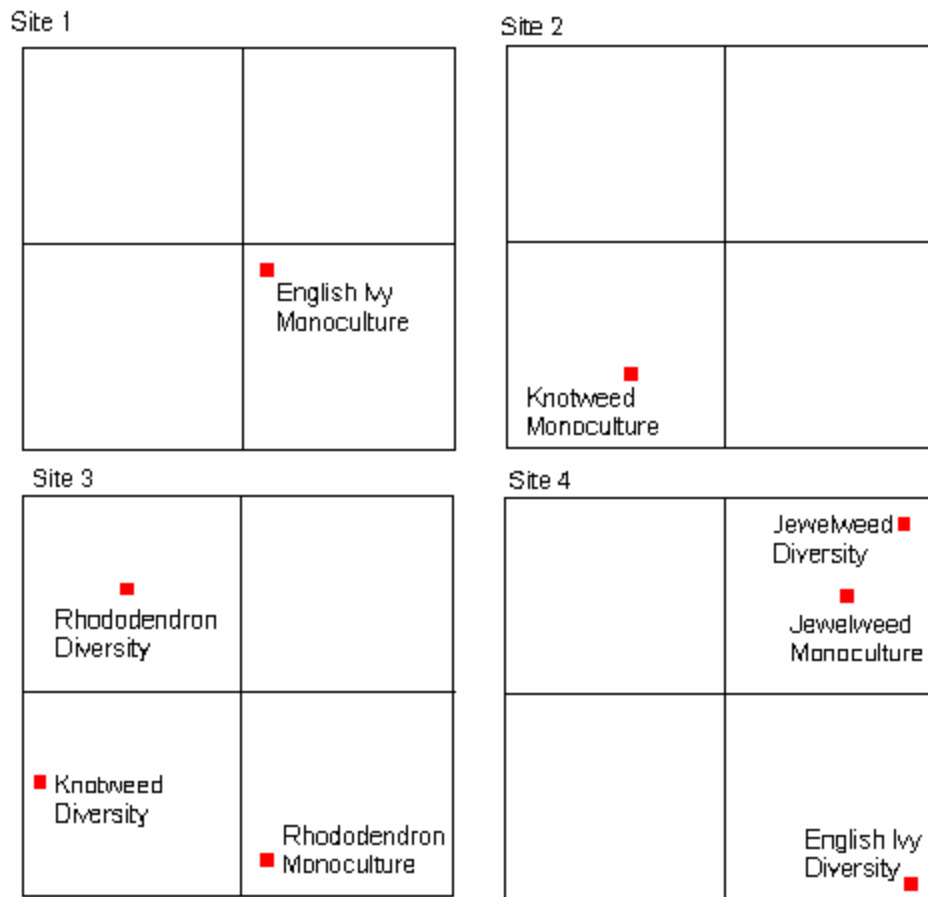 Site 1
English Ivy
Monoculture
Site 2
Knotweed
Monoculture
Site 3
Rhododendron
Diversity
Knotweed
Diversity
Rhododendron
Monoculture
Site 4
Jewelweed
Diversity
Jewelweed
Monoculture
English Ivy
Diversity